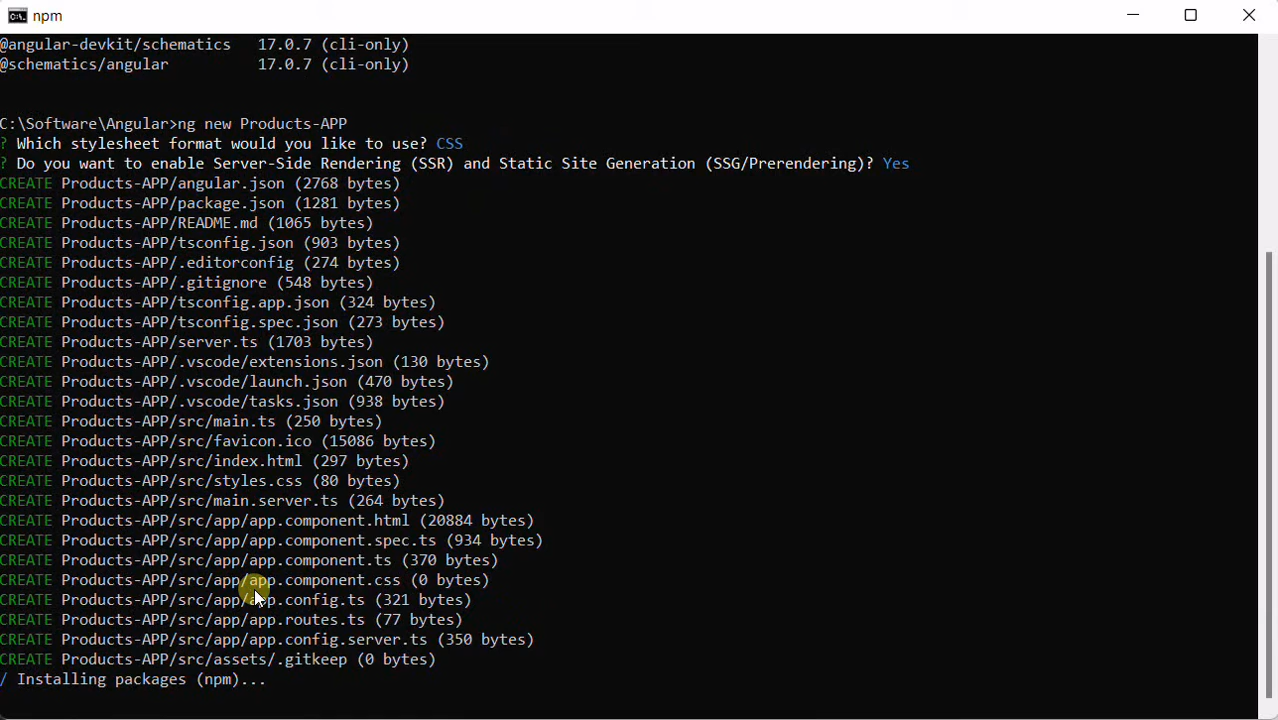 npm
@angular-devkit/schematics   17.0.7 (cli-only)
@schematics/angular          17.0.7 (cli-only)
C:\Software\Angular>ng new Products-APP
? Which stylesheet format would you like to use? CSS
? Do you want to enable Server-Side Rendering (SSR) and Static Site Generation (SSG/Prerendering)? Yes
CREATE Products-APP/angular.json (2768 bytes)
CREATE Products-APP/package.json (1281 bytes)
CREATE Products-APP/README.md (1065 bytes)
CREATE Products-APP/tsconfig.json (903 bytes)
CREATE Products-APP/.editorconfig (274 bytes)
CREATE Products-APP/.gitignore (548 bytes)
CREATE Products-APP/tsconfig.app.json (324 bytes)
CREATE Products-APP/tsconfig.spec.json (273 bytes)
CREATE Products-APP/server.ts (1703 bytes)
CREATE Products-APP/.vscode/extensions.json (130 bytes)
CREATE Products-APP/.vscode/launch.json (470 bytes)
CREATE Products-APP/.vscode/tasks.json (938 bytes)
CREATE Products-APP/src/main.ts (250 bytes)
CREATE Products-APP/src/favicon.ico (15086 bytes)
CREATE Products-APP/src/index.html (297 bytes)
CREATE Products-APP/src/styles.css (80 bytes)
CREATE Products-APP/src/main.server.ts (264 bytes)
CREATE Products-APP/src/app/app.component.html (20884 bytes)
CREATE Products-APP/src/app/app.component.spec.ts (934 bytes)
CREATE Products-APP/src/app/app.component.ts (370 bytes)
CREATE Products-APP/src/app/app.component.css (0 bytes)
CREATE Products-APP/src/app/app.config.ts (321 bytes)
CREATE Products-APP/src/app/app.routes.ts (77 bytes)
CREATE Products-APP/src/app/app.config.server.ts (350 bytes)
CREATE Products-APP/src/assets/.gitkeep (0 bytes)
/ Installing packages (npm)...